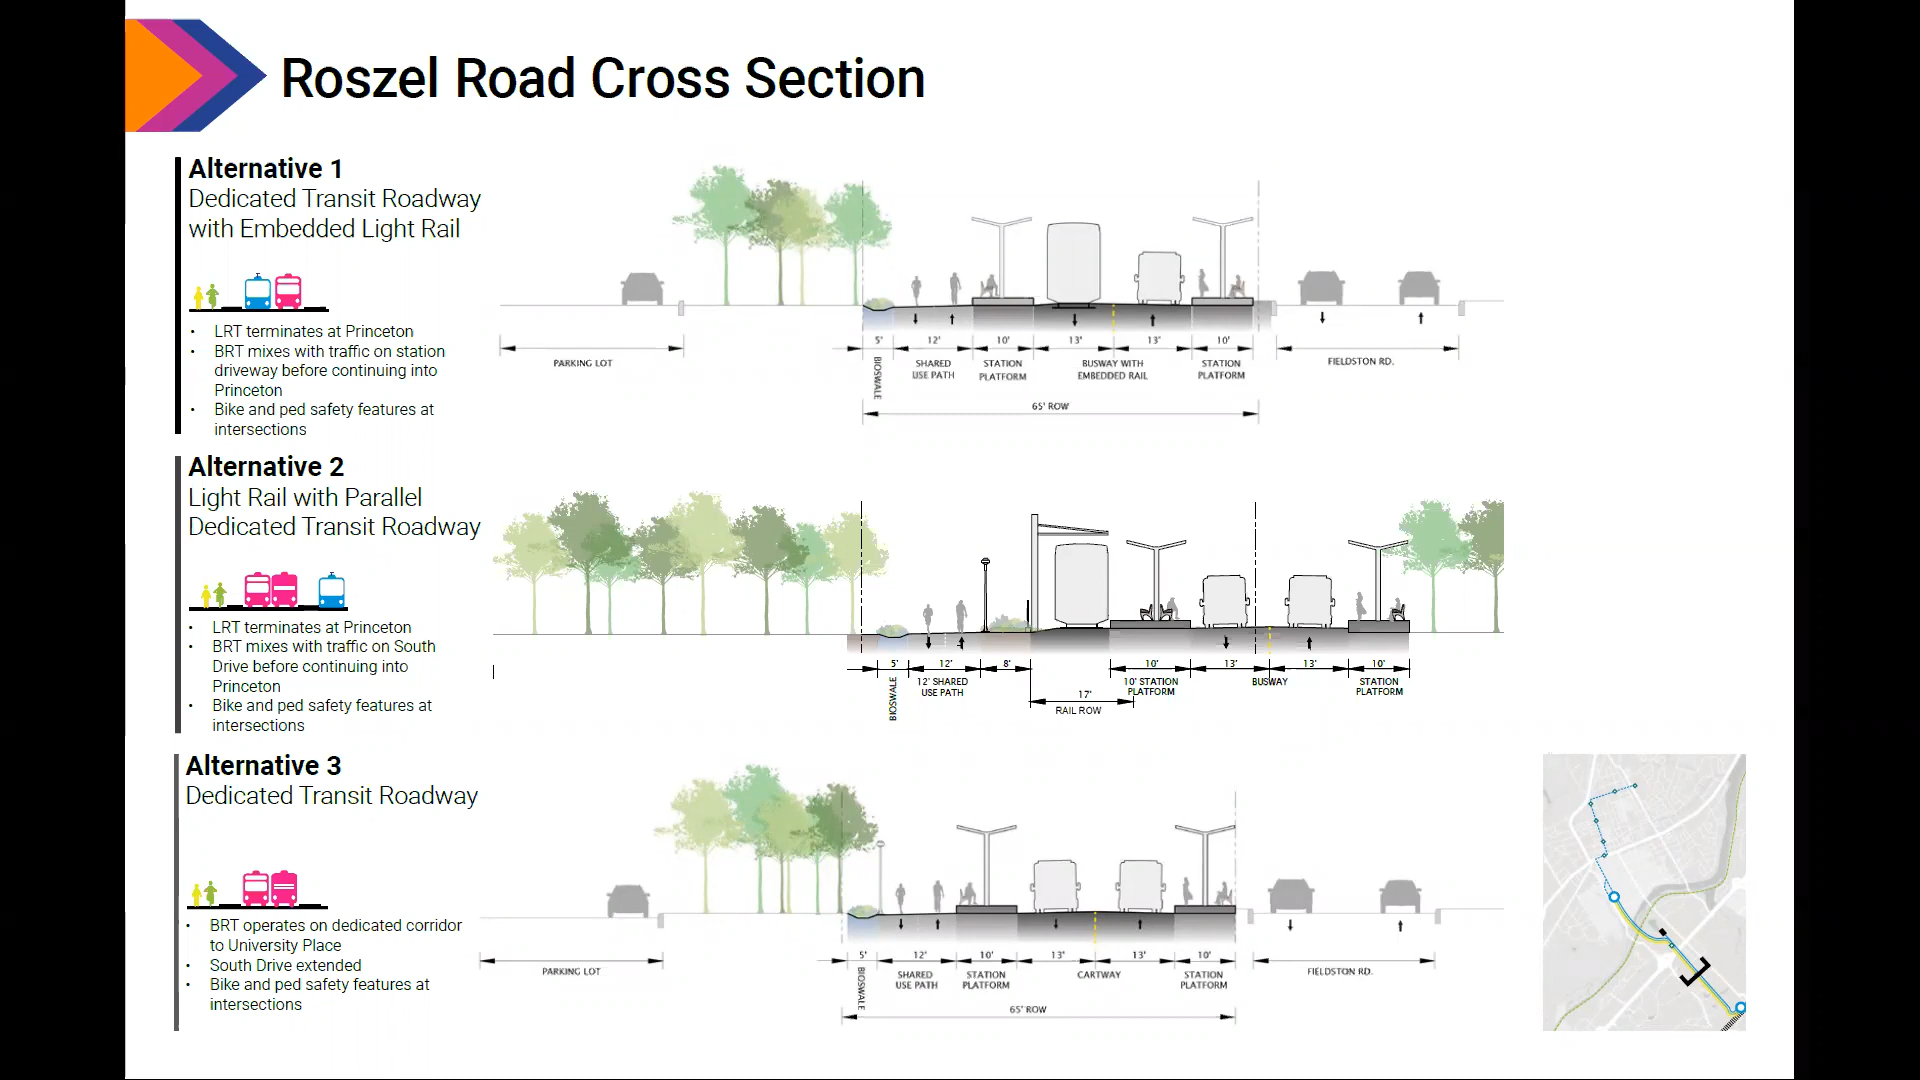 Roszel Road Cross Section
Alternative 1
Dedicated Transit Roadway
with Embedded Light Rail
• LRT terminates at Princeton
• BRT mixes with traffic on station
driveway before continuing into
Princeton
• Bike and ped safety features at
intersections
5' 12' 10' 13' 13' 10'
PARKING LOT
BIOSWALE
SHARED
USE PATH
STATION
PLATFORM
BUSWAY WITH
EMBEDDED RAIL
STATION
PLATFORM
FIELDSTON RD.
65' ROW
Alternative 2
Light Rail with Parallel
Dedicated Transit Roadway
• LRT terminates at Princeton
• BRT mixes with traffic on South
Drive before continuing into
Princeton
• Bike and ped safety features at
intersections
5' 12' 8' 10' 13' 13' 10'
BIOSWALE
12' SHARED
USE PATH
17'
RAIL ROW
10' STATION
PLATFORM
BUSWAY
STATION
PLATFORM
Alternative 3
Dedicated Transit Roadway
• BRT operates on dedicated corridor
to University Place
• South Drive extended
• Bike and ped safety features at
intersections
5' 12' 10' 13' 13' 10'
PARKING LOT
BIOSWALE
SHARED
USE PATH
STATION
PLATFORM
CARTWAY
STATION
PLATFORM
FIELDSTON RD.
65' ROW